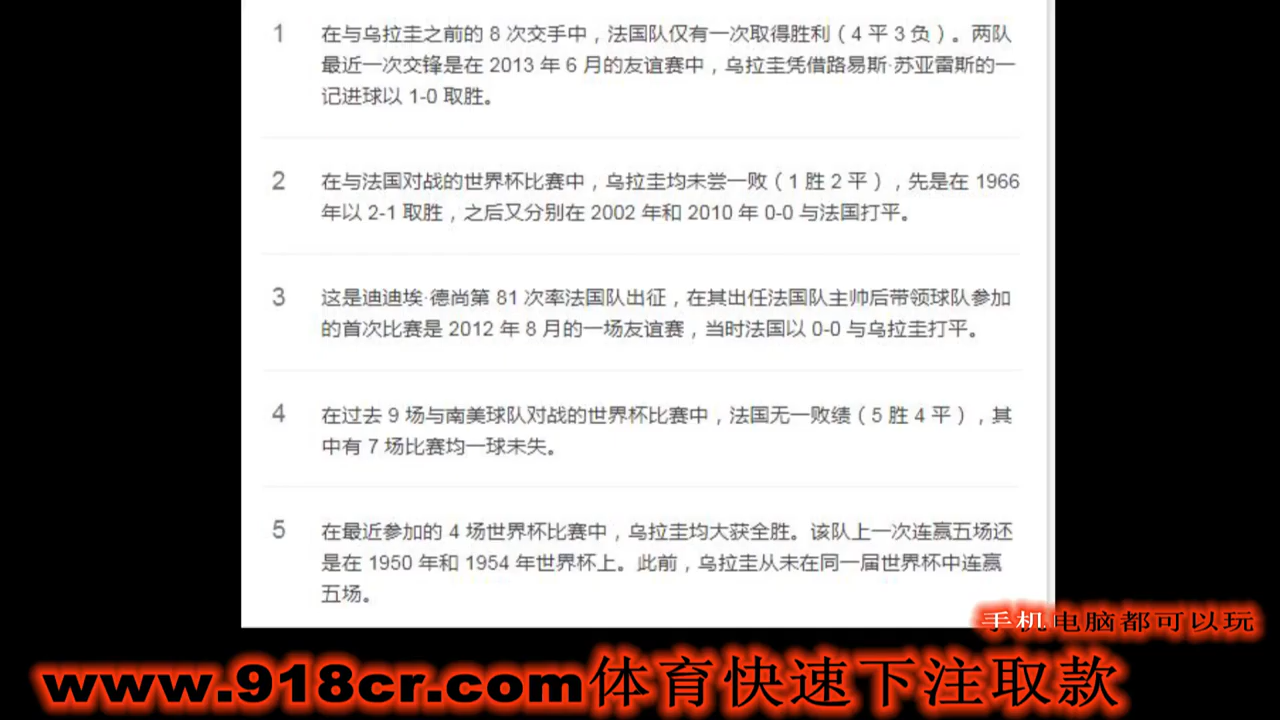 1 在与乌拉圭之前的 8 次交手中，法国队仅有一次取得胜利（4 平 3 负）。两队
最近一次交锋是在 2013 年 6 月的友谊赛中，乌拉圭凭借路易斯·苏亚雷斯的一
记进球以 1-0 取胜。
2 在与法国对战的世界杯比赛中，乌拉圭均未尝一败（1 胜 2 平），先是在 1966
年以 2-1 取胜，之后又分别在 2002 年和 2010 年 0-0 与法国打平。
3 这是迪迪埃·德尚第 81 次率法国队出征，在其出任法国队主帅后带领球队参加
的首次比赛是 2012 年 8 月的一场友谊赛，当时法国以 0-0 与乌拉圭打平。
4 在过去 9 场与南美球队对战的世界杯比赛中，法国无一败绩（5 胜 4 平），其
中有 7 场比赛均一球未失。
5 在最近参加的 4 场世界杯比赛中，乌拉圭均大获全胜。该队上一次连赢五场还
是在 1950 年和 1954 年世界杯上。此前，乌拉圭从未在同一届世界杯中连赢
五场。
手机电脑都可以玩
www.918cr.com体育快速下注取款